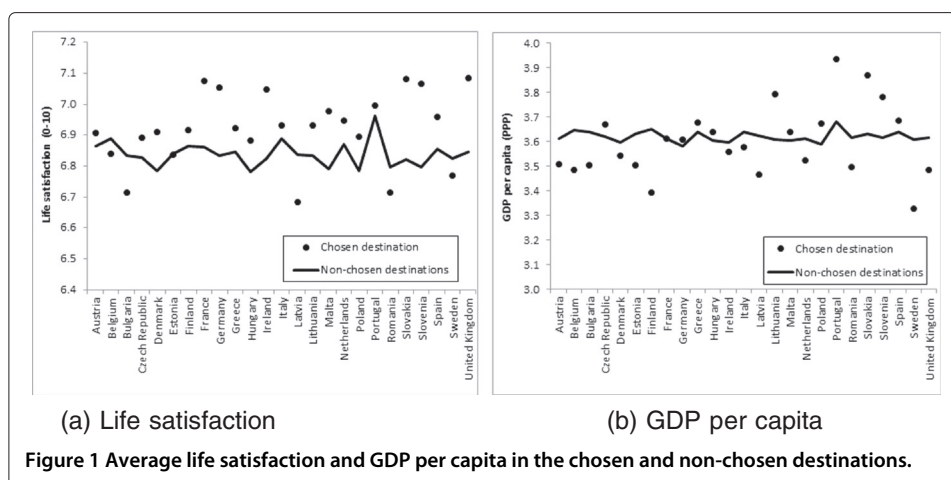 7.2
7.1
7.0
6.9
6.8
6.7
6.6
6.5
6.4
Life satisfaction (0-10)
Chosen destination
Non-chosen destinations
Austria
Belgium
Bulgaria
Czech Republic
Denmark
Estonia
Finland
France
Germany
Greece
Hungary
Ireland
Italy
Latvia
Lithuania
Malta
Netherlands
Poland
Portugal
Romania
Slovakia
Slovenia
Spain
Sweden
United Kingdom
(a) Life satisfaction
4.0
3.9
3.8
3.7
3.6
3.5
3.4
3.3
3.2
3.1
3.0
GDP per capita (PPP)
Chosen destination
Non-chosen destinations
Austria
Belgium
Bulgaria
Czech Republic
Denmark
Estonia
Finland
France
Germany
Greece
Hungary
Ireland
Italy
Latvia
Lithuania
Malta
Netherlands
Poland
Portugal
Romania
Slovakia
Slovenia
Spain
Sweden
United Kingdom
(b) GDP per capita
Figure 1 Average life satisfaction and GDP per capita in the chosen and non-chosen destinations.